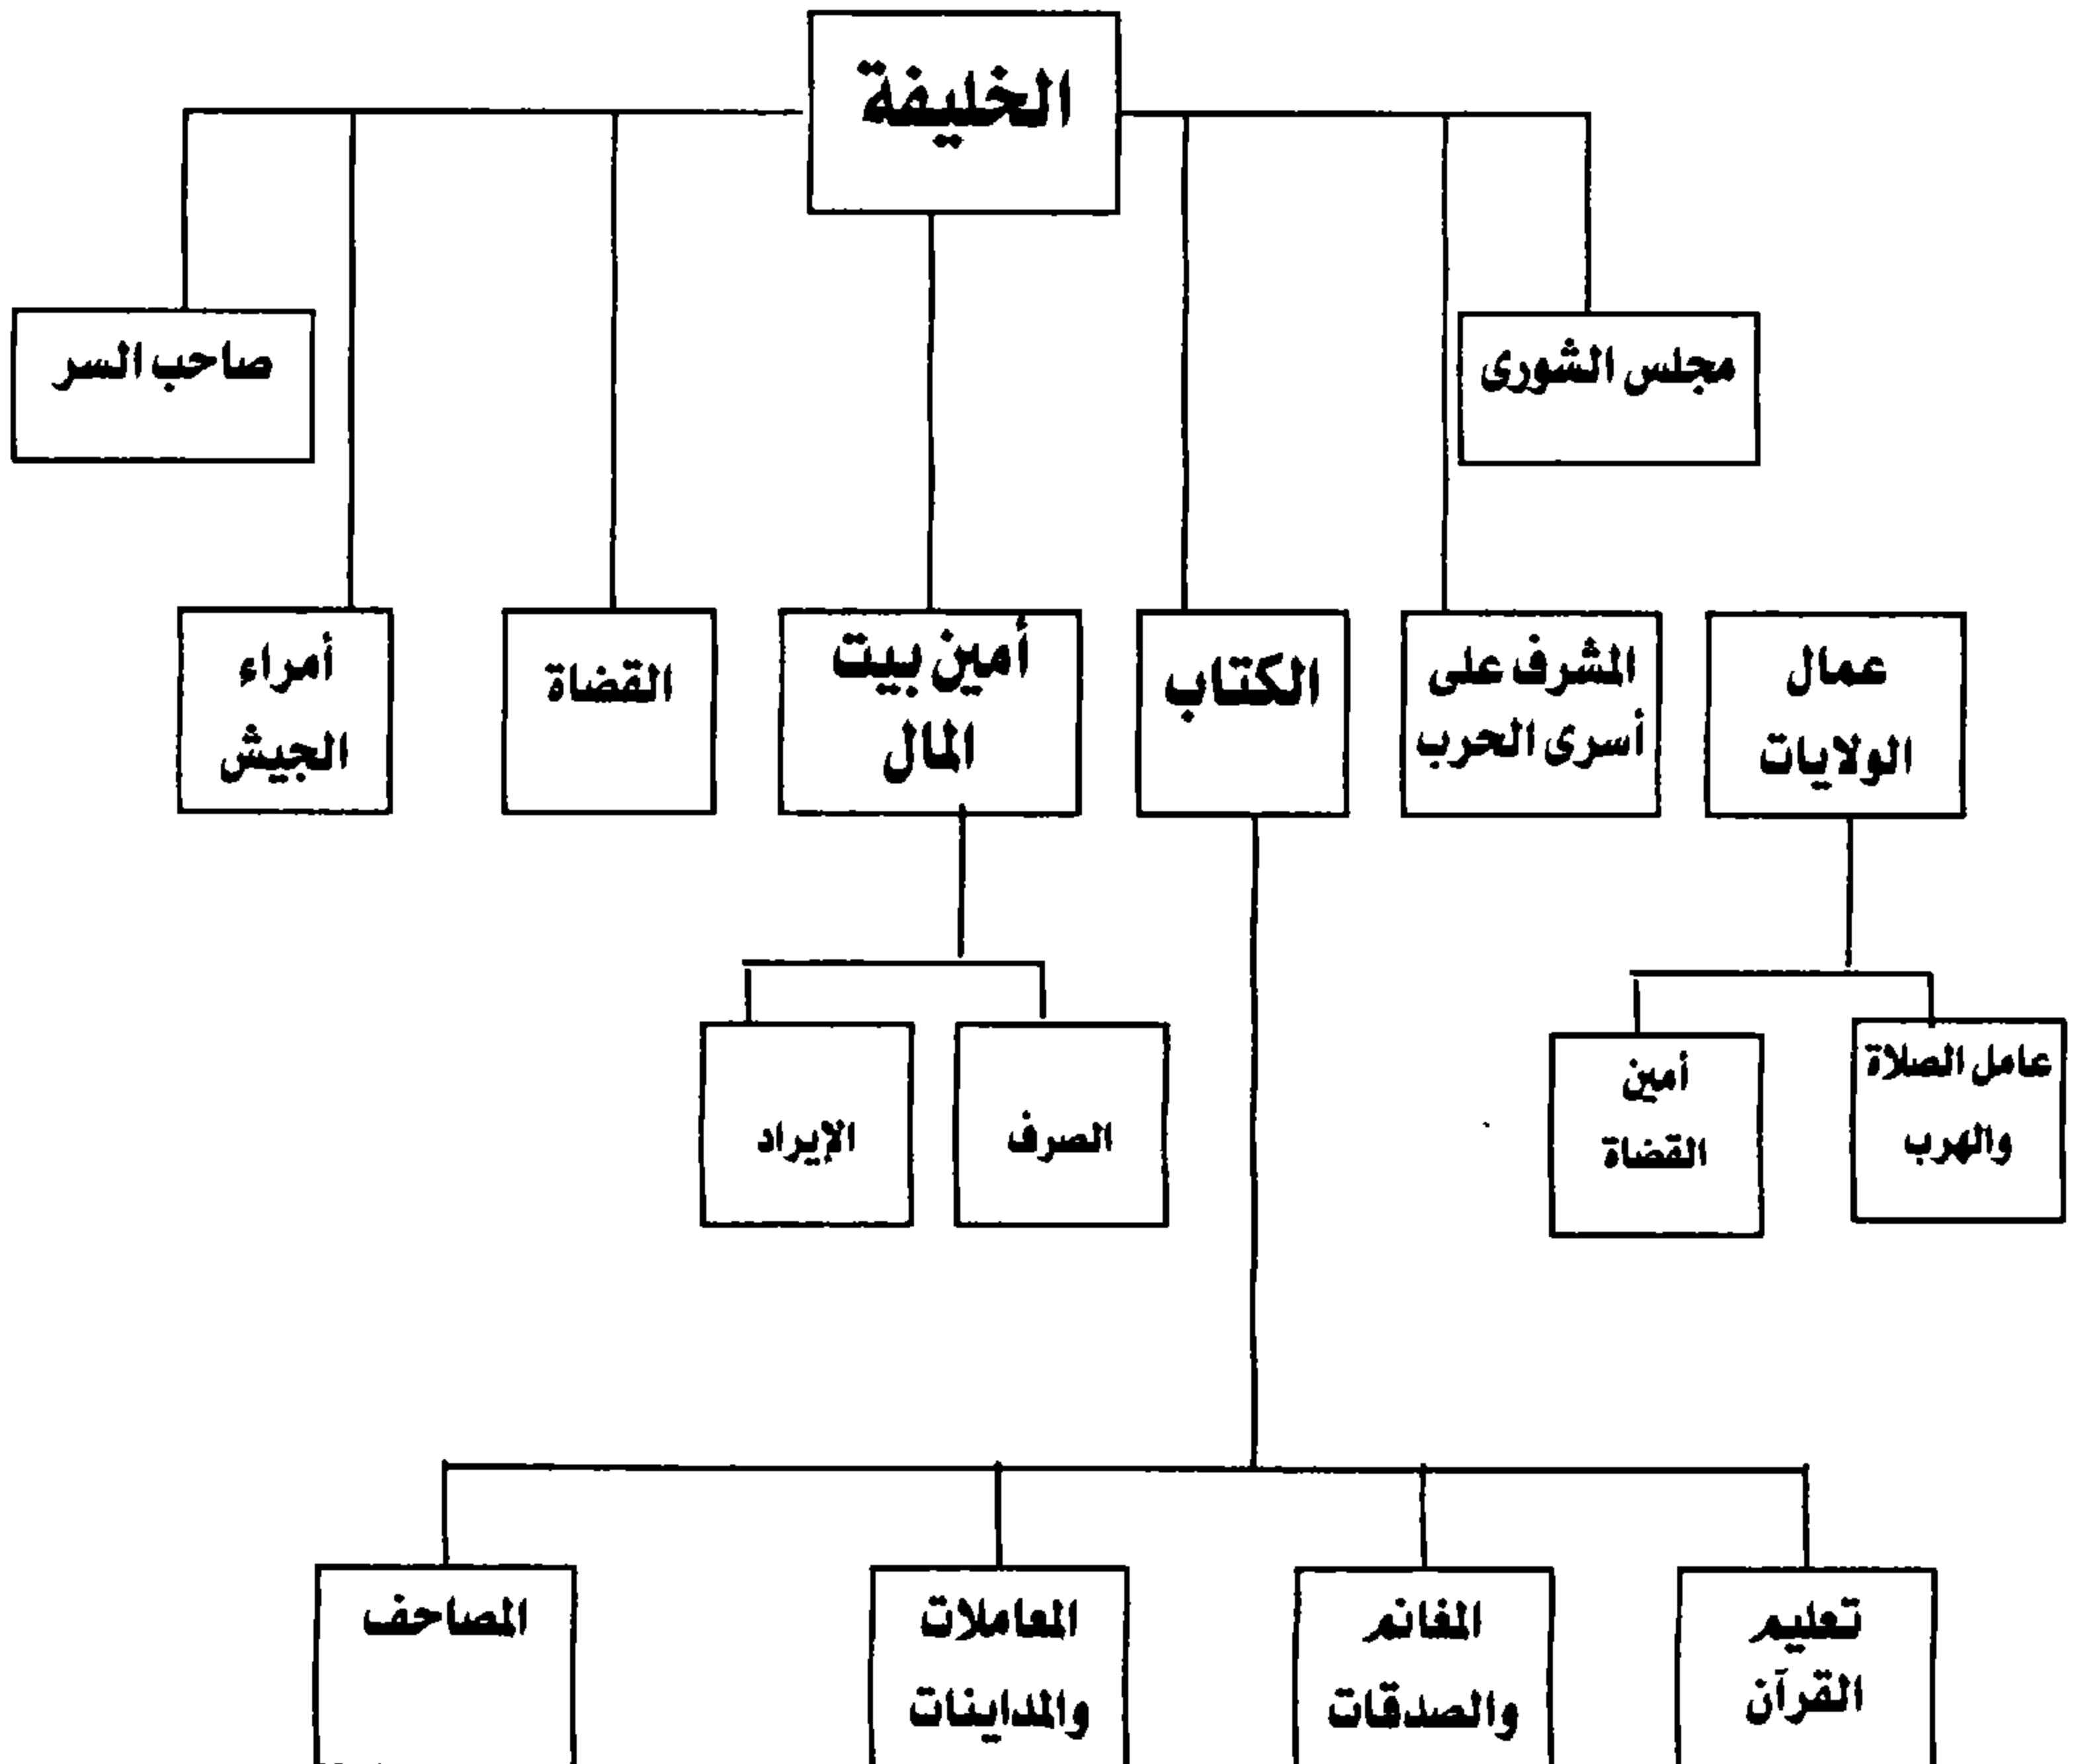 الخليفة
مجلس الشورى
صاحب السر
عمال
الولايات
المشرف على
أسرى الحرب
الكتاب
أمين بيت
المال
القضاة
أمراء
الجيش
عامل الصلاة
والهرب
أمين
القضاة
الصرف
الإيراد
تعليم
القرآن
المغانم
والصدقات
المعاملات
والمداينات
المصاحف